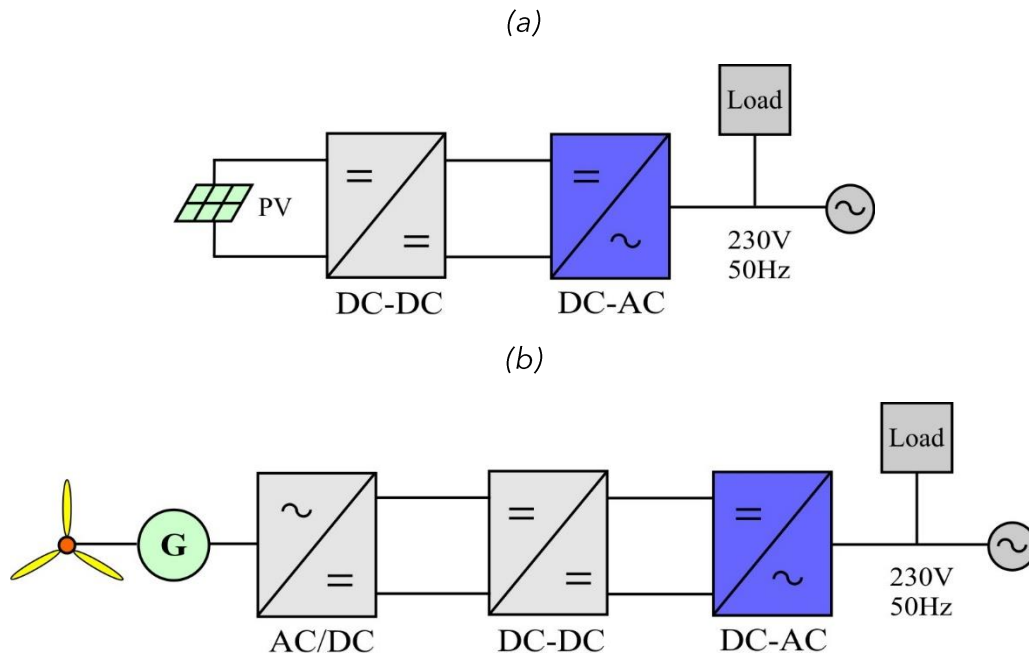 (a)
Load
PV
230V
50Hz
DC-DC
DC-AC
(b)
Load
G
230V
50Hz
AC/DC
DC-DC
DC-AC